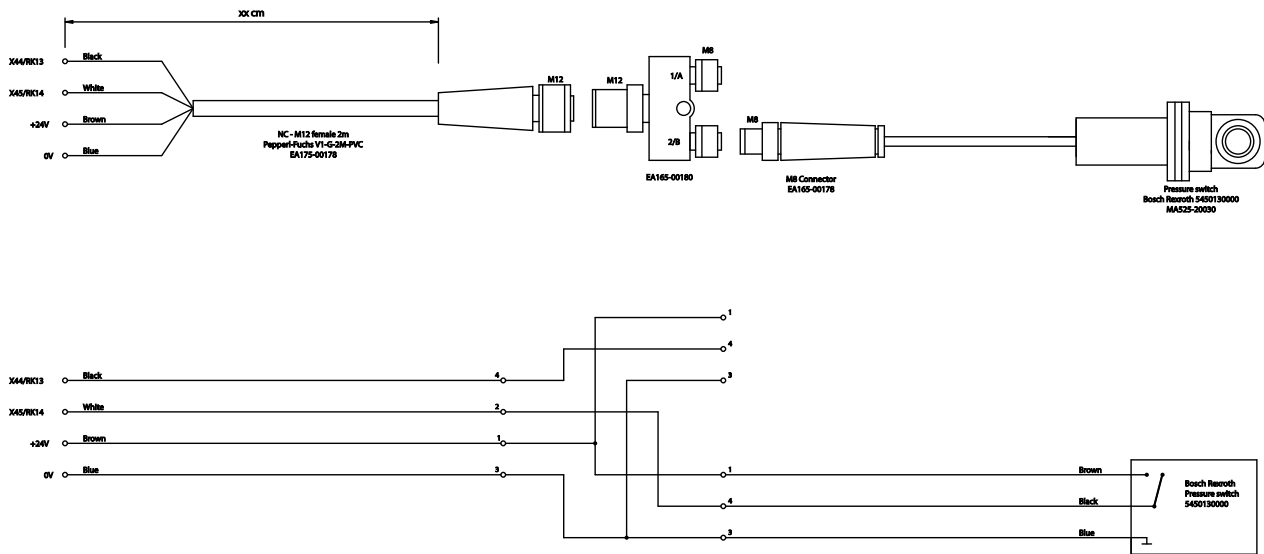 xx cm
X44/RK13 Black
X45/RK14 White
+24V Brown
0V Blue
NC - M12 female 2m
Pepperl-Fuchs V1-G-2M-PVC
EA175-00178
M12
M12
M8
1/A
2/B
EA165-00180
M8
M8 Connector
EA165-00178
Pressure switch
Bosch Rexroth 5450130000
MA525-20030
1
4
3
X44/RK13 Black 4
X45/RK14 White 2
+24V Brown 1
0V Blue 3
1 Brown
4 Black
3 Blue
Bosch Rexroth
Pressure switch
5450130000